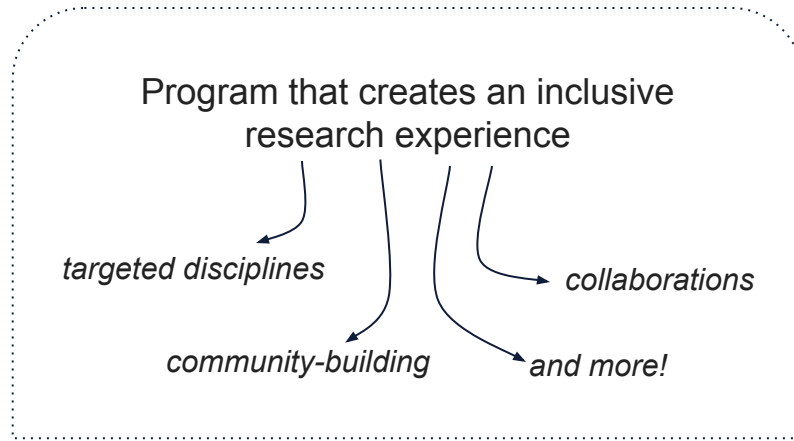 Program that creates an inclusive
research experience
targeted disciplines
collaborations
community-building
and more!